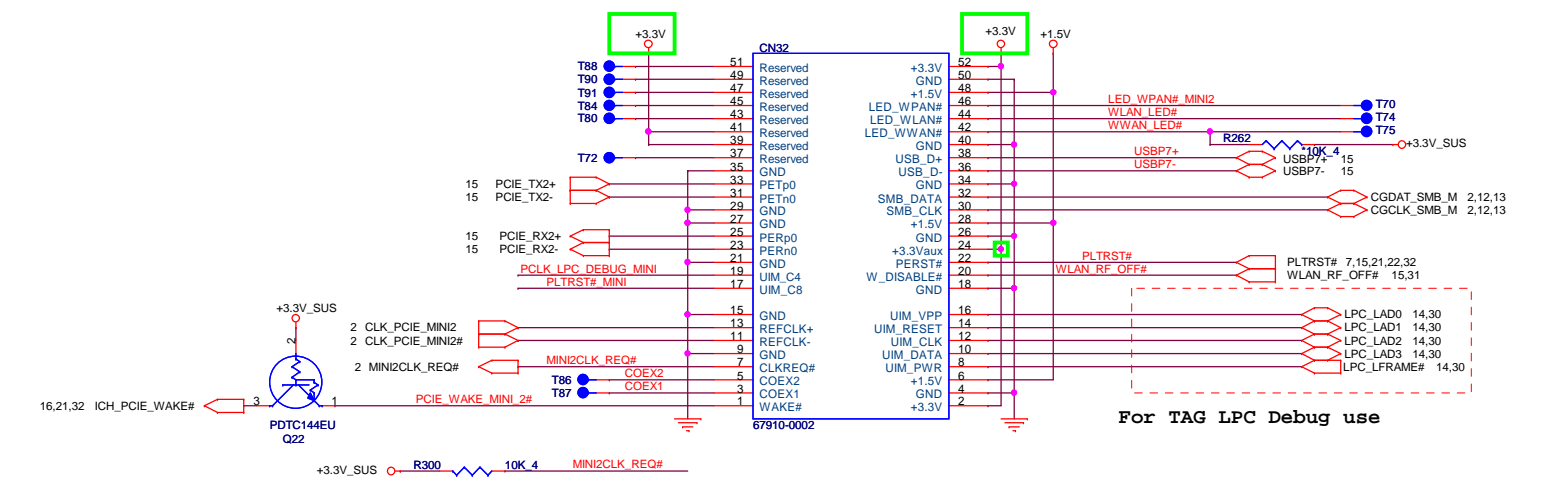 +3.3V +3.3V +1.5V
CN32
T88 51 Reserved +3.3V 52
T90 49 Reserved GND 50
T91 47 Reserved +1.5V 48
T84 45 Reserved LED_WPAN# 46 LED_WPAN#_MINI2 T70
T80 43 Reserved LED_WLAN# 44 WLAN_LED# T74
41 Reserved LED_WWAN# 42 WWAN_LED# T75
39 Reserved GND 40 R262 *10K_4 +3.3V_SUS
T72 37 Reserved USB_D+ 38 USBP7+ USBP7+ 15
35 GND USB_D- 36 USBP7- USBP7- 15
15 PCIE_TX2+ 33 PETp0 GND 34
15 PCIE_TX2- 31 PETn0 SMB_DATA 32 CGDAT_SMB_M 2,12,13
29 GND SMB_CLK 30 CGCLK_SMB_M 2,12,13
27 GND +1.5V 28
15 PCIE_RX2+ 25 PERp0 GND 26
15 PCIE_RX2- 23 PERn0 +3.3Vaux 24
21 GND PERST# 22 PLTRST# PLTRST# 7,15,21,22,32
PCLK_LPC_DEBUG_MINI 19 UIM_C4 W_DISABLE# 20 WLAN_RF_OFF# WLAN_RF_OFF# 15,31
PLTRST#_MINI 17 UIM_C8 GND 18
+3.3V_SUS
15 GND UIM_VPP 16 LPC_LAD0 14,30
2 CLK_PCIE_MINI2 13 REFCLK+ UIM_RESET 14 LPC_LAD1 14,30
2 CLK_PCIE_MINI2# 11 REFCLK- UIM_CLK 12 LPC_LAD2 14,30
2
9 GND UIM_DATA 10 LPC_LAD3 14,30
2 MINI2CLK_REQ# MINI2CLK_REQ# 7 CLKREQ# UIM_PWR 8 LPC_LFRAME# 14,30
T86 COEX2 5 COEX2 +1.5V 6
T87 COEX1 3 COEX1 GND 4
16,21,32 ICH_PCIE_WAKE# 3 1 PCIE_WAKE_MINI_2# 1 WAKE# +3.3V 2
For TAG LPC Debug use
PDTC144EU
Q22
67910-0002
+3.3V_SUS R300 10K_4 MINI2CLK_REQ#